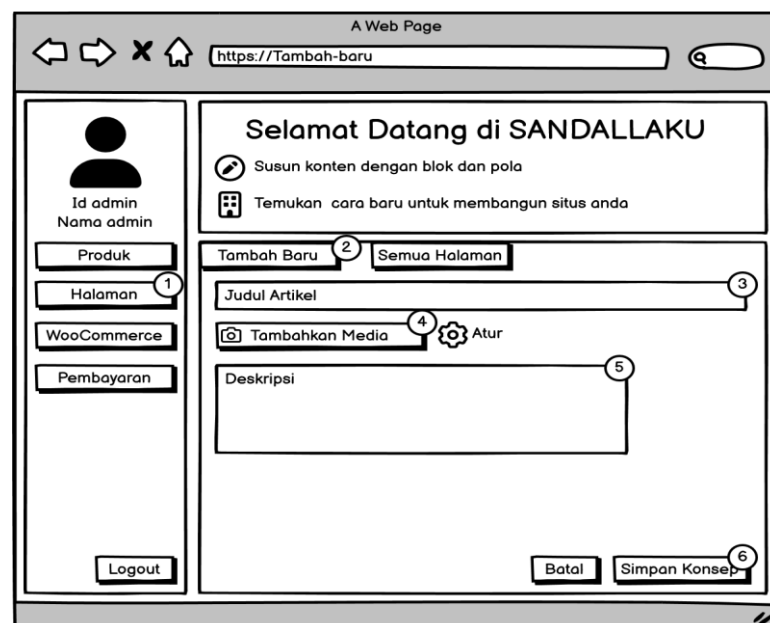 A Web Page
https://Tambah-baru
Id admin
Nama admin
Produk
Halaman 1
WooCommerce
Pembayaran
Logout
Selamat Datang di SANDALLAKU
Susun konten dengan blok dan pola
Temukan cara baru untuk membangun situs anda
Tambah Baru 2 Semua Halaman
Judul Artikel 3
Tambahkan Media 4 Atur
Deskripsi 5
Batal Simpan Konsep 6